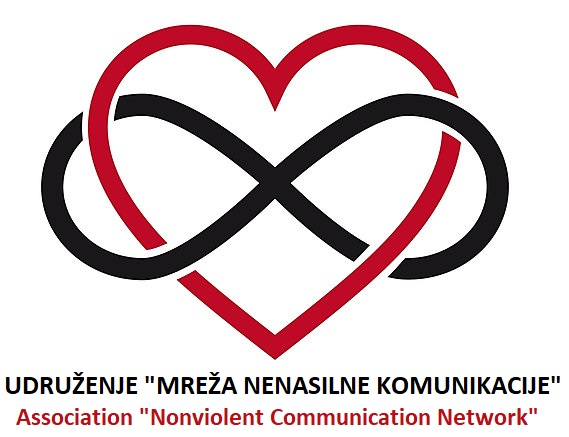 UDRUŽENJE "MREŽA NENASILNE KOMUNIKACIJE"
Association "Nonviolent Communication Network"